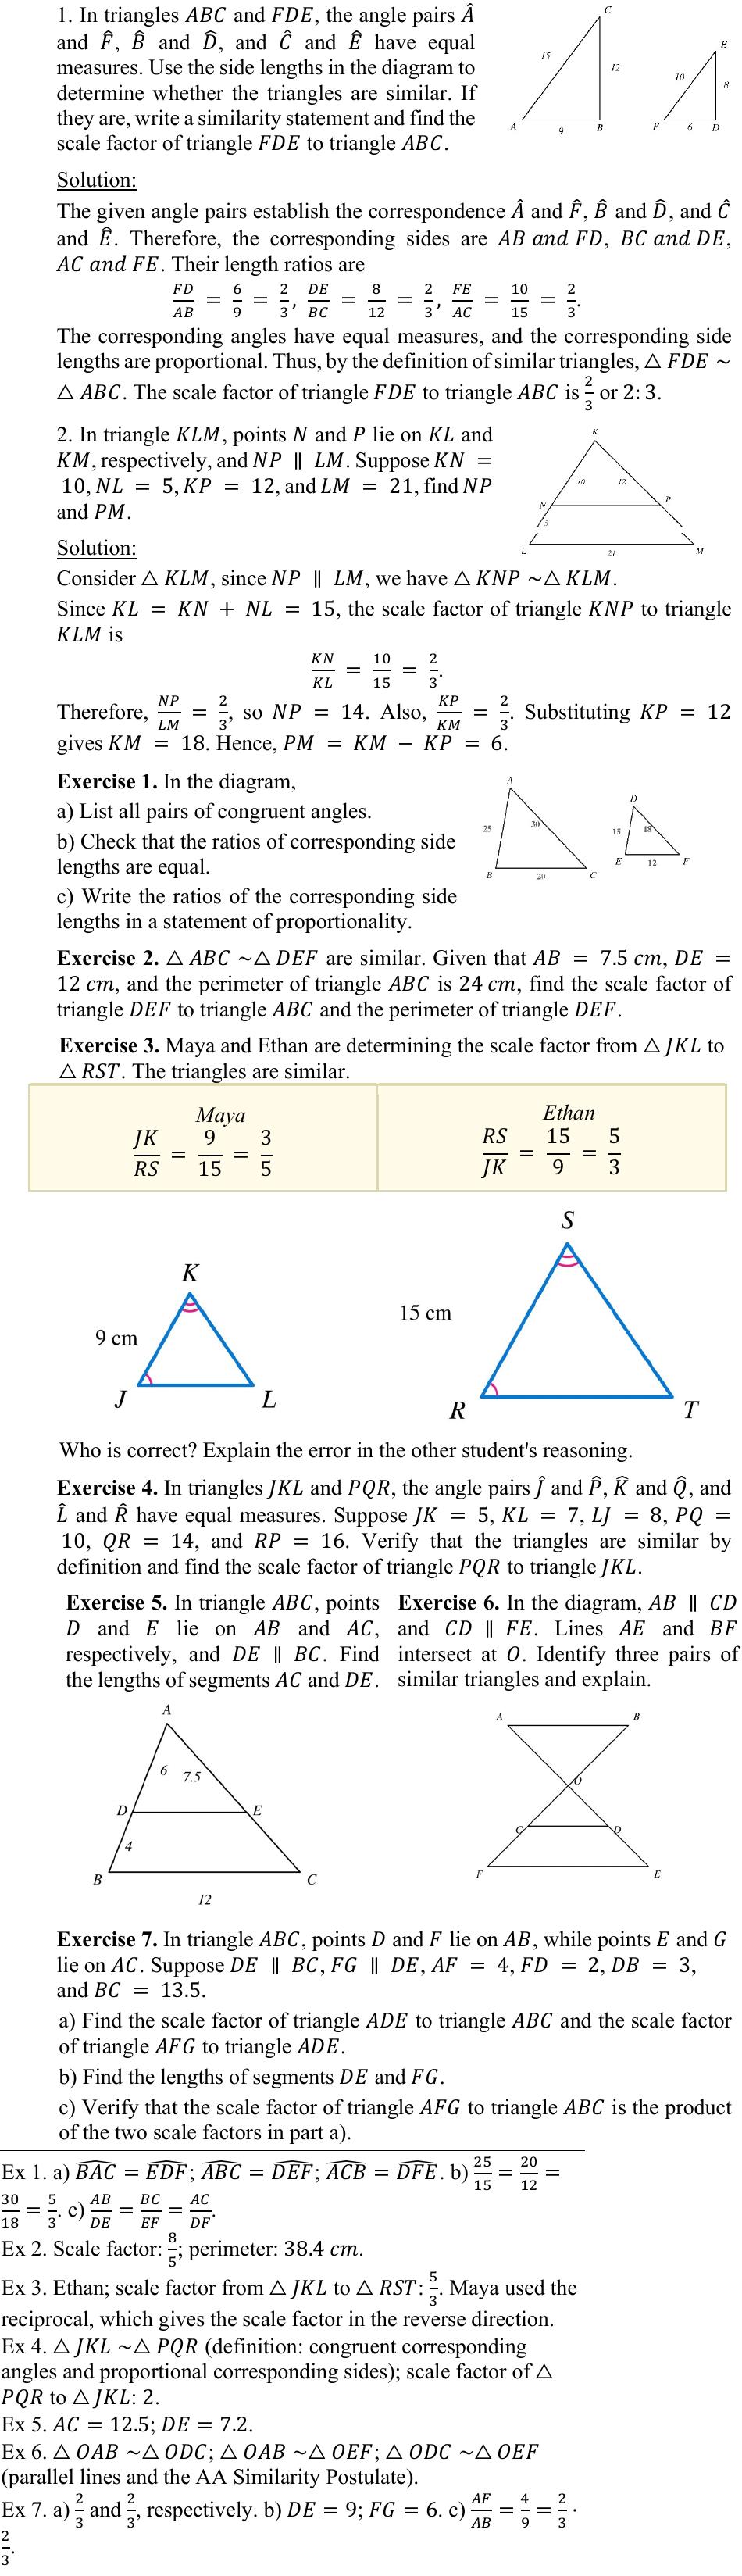 1. In triangles ABC and FDE, the angle pairs Â
and F̂, B̂ and D̂, and Ĉ and Ê have equal
measures. Use the side lengths in the diagram to
determine whether the triangles are similar. If
they are, write a similarity statement and find the
scale factor of triangle FDE to triangle ABC.
C
15
12
A
9
B
E
10
8
F
6
D
Solution:
The given angle pairs establish the correspondence Â and F̂, B̂ and D̂, and Ĉ
and Ê. Therefore, the corresponding sides are AB and FD, BC and DE,
AC and FE. Their length ratios are
FD/AB = 6/9 = 2/3, DE/BC = 8/12 = 2/3, FE/AC = 10/15 = 2/3.
The corresponding angles have equal measures, and the corresponding side
lengths are proportional. Thus, by the definition of similar triangles, △ FDE ~
△ ABC. The scale factor of triangle FDE to triangle ABC is 2/3 or 2: 3.
2. In triangle KLM, points N and P lie on KL and
KM, respectively, and NP ∥ LM. Suppose KN =
10, NL = 5, KP = 12, and LM = 21, find NP
and PM.
K
10
12
N
P
5
L
21
M
Solution:
Consider △ KLM, since NP ∥ LM, we have △ KNP ~△ KLM.
Since KL = KN + NL = 15, the scale factor of triangle KNP to triangle
KLM is
KN/KL = 10/15 = 2/3.
Therefore, NP/LM = 2/3, so NP = 14. Also, KP/KM = 2/3. Substituting KP = 12
gives KM = 18. Hence, PM = KM − KP = 6.
Exercise 1. In the diagram,
a) List all pairs of congruent angles.
b) Check that the ratios of corresponding side
lengths are equal.
c) Write the ratios of the corresponding side
lengths in a statement of proportionality.
A
25
30
B
20
C
D
15
18
E
12
F
Exercise 2. △ ABC ~△ DEF are similar. Given that AB = 7.5 cm, DE =
12 cm, and the perimeter of triangle ABC is 24 cm, find the scale factor of
triangle DEF to triangle ABC and the perimeter of triangle DEF.
Exercise 3. Maya and Ethan are determining the scale factor from △ JKL to
△ RST. The triangles are similar.
Maya
JK/RS = 9/15 = 3/5
Ethan
RS/JK = 15/9 = 5/3
K
9 cm
J
L
S
15 cm
R
T
Who is correct? Explain the error in the other student's reasoning.
Exercise 4. In triangles JKL and PQR, the angle pairs Ĵ and P̂, K̂ and Q̂, and
L̂ and R̂ have equal measures. Suppose JK = 5, KL = 7, LJ = 8, PQ =
10, QR = 14, and RP = 16. Verify that the triangles are similar by
definition and find the scale factor of triangle PQR to triangle JKL.
Exercise 5. In triangle ABC, points
D and E lie on AB and AC,
respectively, and DE ∥ BC. Find
the lengths of segments AC and DE.
A
6
7.5
D
E
4
B
C
12
Exercise 6. In the diagram, AB ∥ CD
and CD ∥ FE. Lines AE and BF
intersect at O. Identify three pairs of
similar triangles and explain.
A
B
O
C
D
F
E
Exercise 7. In triangle ABC, points D and F lie on AB, while points E and G
lie on AC. Suppose DE ∥ BC, FG ∥ DE, AF = 4, FD = 2, DB = 3,
and BC = 13.5.
a) Find the scale factor of triangle ADE to triangle ABC and the scale factor
of triangle AFG to triangle ADE.
b) Find the lengths of segments DE and FG.
c) Verify that the scale factor of triangle AFG to triangle ABC is the product
of the two scale factors in part a).
Ex 1. a) B̂AC = ÊDF; ÂBC = D̂EF; ÂCB = D̂FE. b) 25/15 = 20/12 =
30/18 = 5/3. c) AB/DE = BC/EF = AC/DF.
Ex 2. Scale factor: 8/5; perimeter: 38.4 cm.
Ex 3. Ethan; scale factor from △ JKL to △ RST: 5/3. Maya used the
reciprocal, which gives the scale factor in the reverse direction.
Ex 4. △ JKL ~△ PQR (definition: congruent corresponding
angles and proportional corresponding sides); scale factor of △
PQR to △ JKL: 2.
Ex 5. AC = 12.5; DE = 7.2.
Ex 6. △ OAB ~△ ODC; △ OAB ~△ OEF; △ ODC ~△ OEF
(parallel lines and the AA Similarity Postulate).
Ex 7. a) 2/3 and 2/3, respectively. b) DE = 9; FG = 6. c) AF/AB = 4/9 = 2/3 ·
2/3.